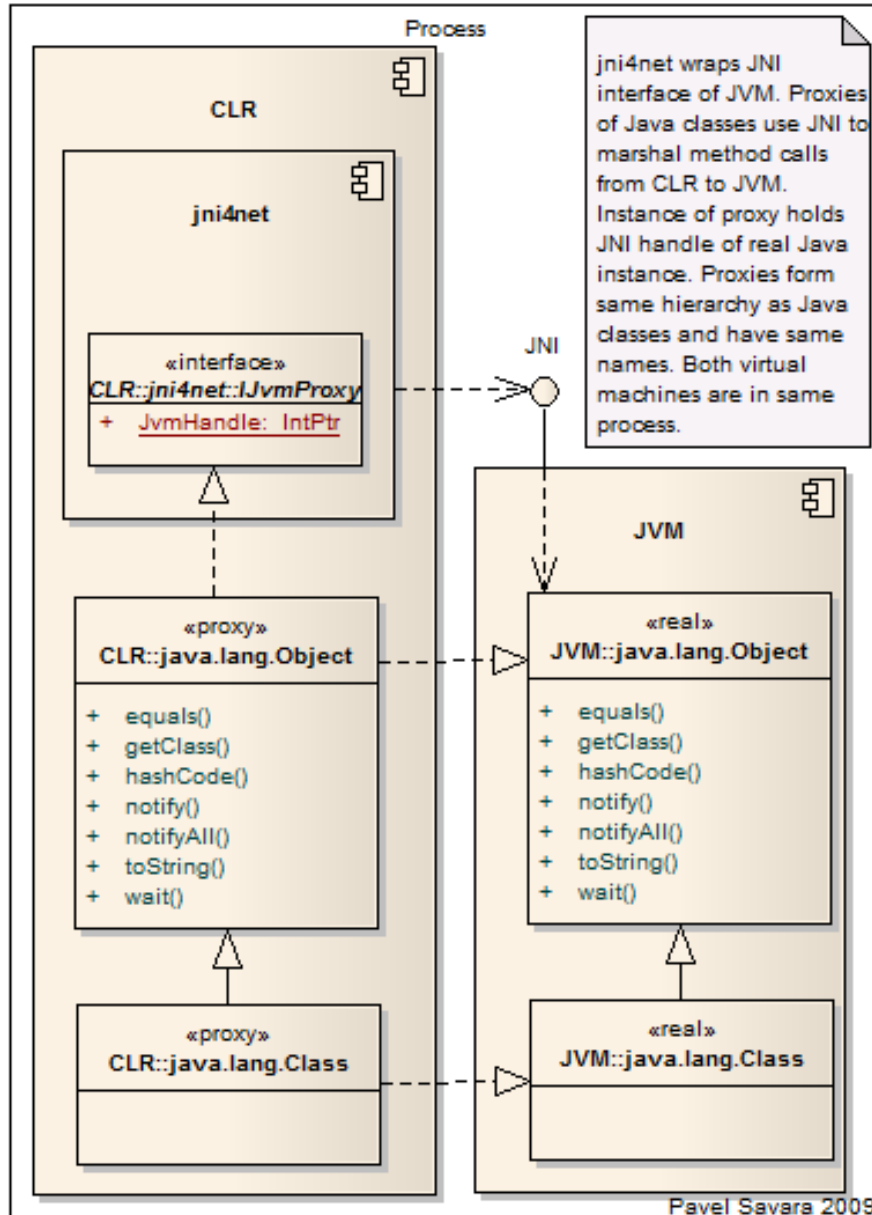 Process
CLR
jni4net
«interface»
CLR::jni4net::IJvmProxy
+ JvmHandle: IntPtr
«proxy»
CLR::java.lang.Object
+ equals()
+ getClass()
+ hashCode()
+ notify()
+ notifyAll()
+ toString()
+ wait()
«proxy»
CLR::java.lang.Class
jni4net wraps JNI
interface of JVM. Proxies
of Java classes use JNI to
marshal method calls
from CLR to JVM.
Instance of proxy holds
JNI handle of real Java
instance. Proxies form
same hierarchy as Java
classes and have same
names. Both virtual
machines are in same
process.
JNI
JVM
«real»
JVM::java.lang.Object
+ equals()
+ getClass()
+ hashCode()
+ notify()
+ notifyAll()
+ toString()
+ wait()
«real»
JVM::java.lang.Class
Pavel Savara 2009